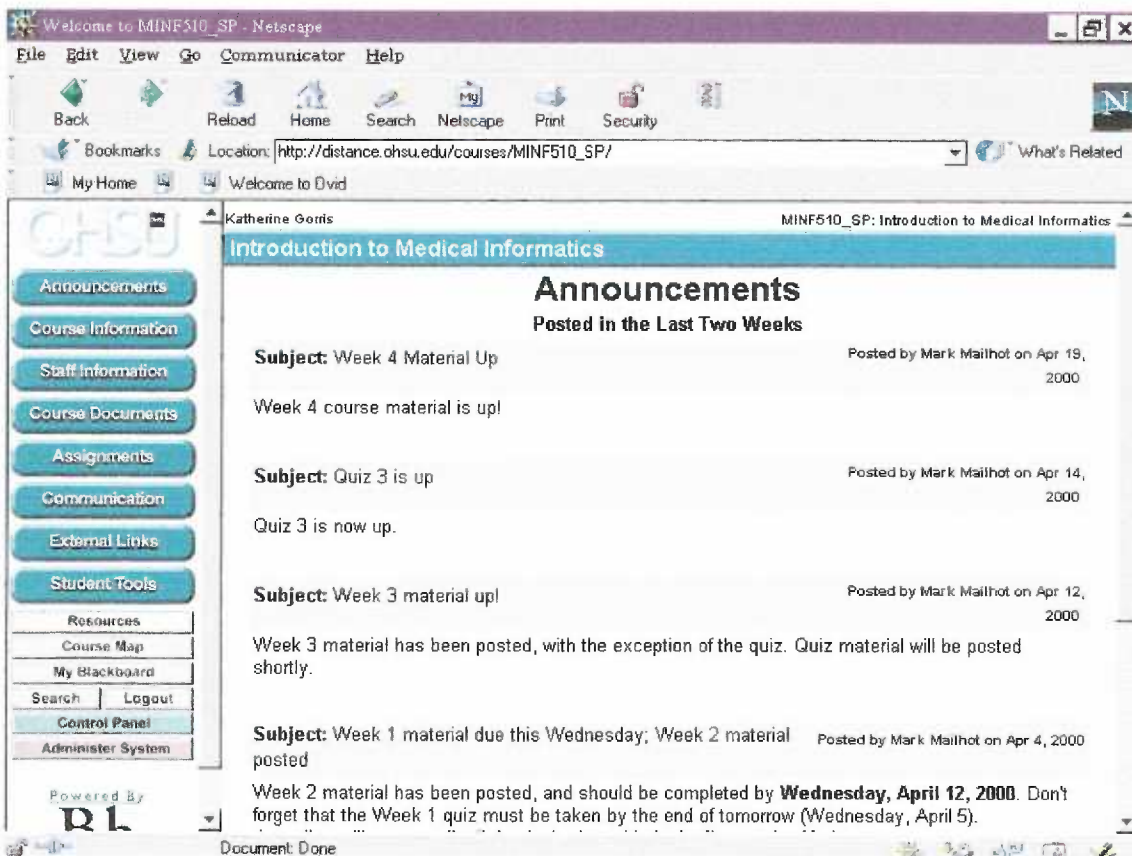 Welcome to MINF510_SP - Netscape
File Edit View Go Communicator Help
Back Reload Home Search Netscape Print Security
My
N
Bookmarks Location: http://distance.ohsu.edu/courses/MINF510_SP/ What's Related
My Home Welcome to Ovid
OHSU
Announcements
Course Information
Staff Information
Course Documents
Assignments
Communication
External Links
Student Tools
Resources
Course Map
My Blackboard
Search Logout
Control Panel
Administer System
Powered By
Bb
Katherine Gorris MINF510_SP: Introduction to Medical Informatics
Introduction to Medical Informatics
Announcements
Posted in the Last Two Weeks
Subject: Week 4 Material Up Posted by Mark Mailhot on Apr 19,
2000
Week 4 course material is up!
Subject: Quiz 3 is up Posted by Mark Mailhot on Apr 14,
2000
Quiz 3 is now up.
Subject: Week 3 material up! Posted by Mark Mailhot on Apr 12,
2000
Week 3 material has been posted, with the exception of the quiz. Quiz material will be posted
shortly.
Subject: Week 1 material due this Wednesday; Week 2 material Posted by Mark Mailhot on Apr 4, 2000
posted
Week 2 material has been posted, and should be completed by Wednesday, April 12, 2000. Don't
forget that the Week 1 quiz must be taken by the end of tomorrow (Wednesday, April 5).
Document: Done